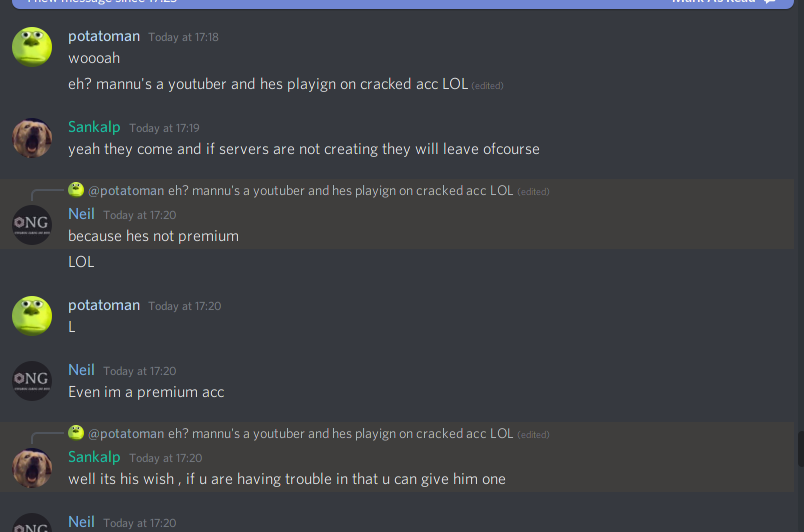 1 new message since 17:23
Mark As Read
potatoman Today at 17:18
woooah
eh? mannu's a youtuber and hes playign on cracked acc LOL (edited)
Sankalp Today at 17:19
yeah they come and if servers are not creating they will leave ofcourse
@potatoman eh? mannu's a youtuber and hes playign on cracked acc LOL (edited)
Neil Today at 17:20
NG
because hes not premium
LOL
potatoman Today at 17:20
L
Neil Today at 17:20
NG
Even im a premium acc
@potatoman eh? mannu's a youtuber and hes playign on cracked acc LOL (edited)
Sankalp Today at 17:20
well its his wish , if u are having trouble in that u can give him one
Neil Today at 17:20
NG